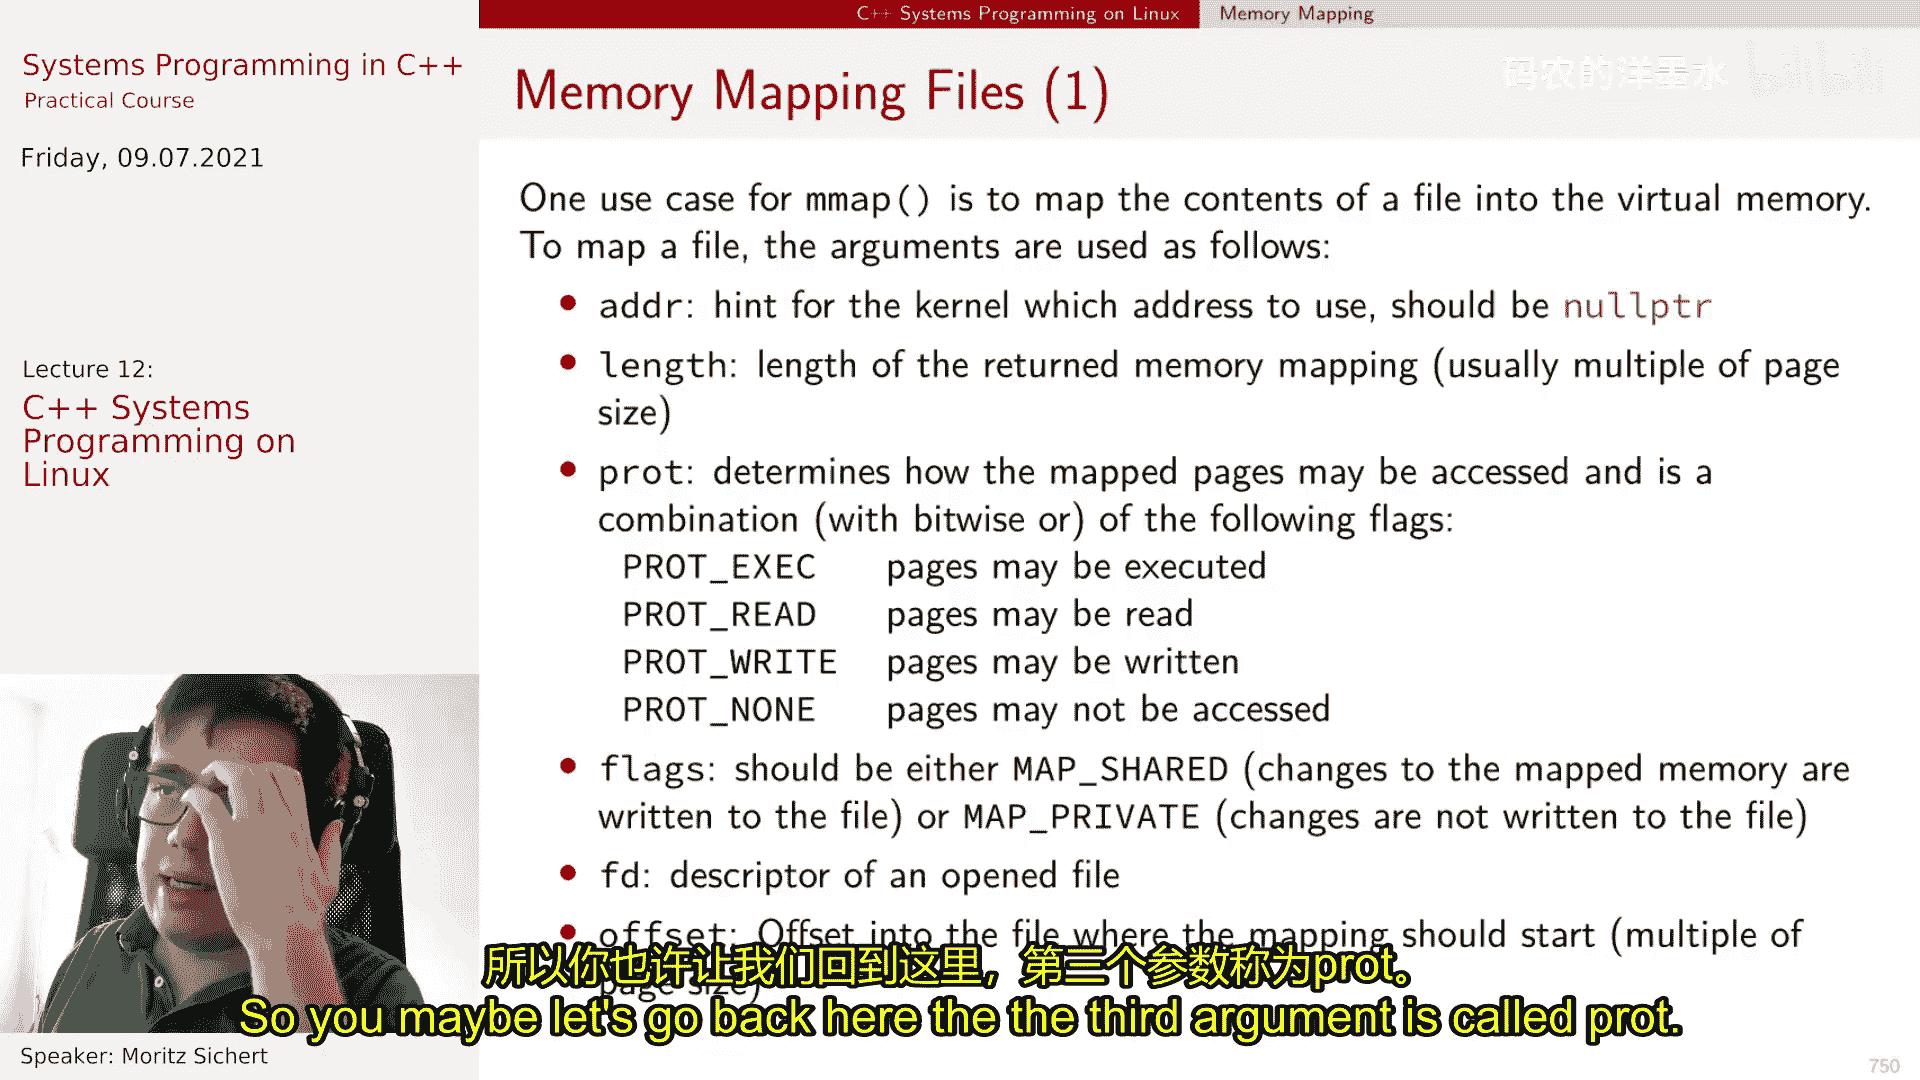 C++ Systems Programming on Linux
Memory Mapping
Systems Programming in C++
Practical Course
Friday, 09.07.2021
Lecture 12:
C++ Systems
Programming on
Linux
Memory Mapping Files (1)
码农的洋墨水 bilibili
One use case for mmap() is to map the contents of a file into the virtual memory.
To map a file, the arguments are used as follows:
• addr: hint for the kernel which address to use, should be nullptr
• length: length of the returned memory mapping (usually multiple of page
size)
• prot: determines how the mapped pages may be accessed and is a
combination (with bitwise or) of the following flags:
PROT_EXEC pages may be executed
PROT_READ pages may be read
PROT_WRITE pages may be written
PROT_NONE pages may not be accessed
• flags: should be either MAP_SHARED (changes to the mapped memory are
written to the file) or MAP_PRIVATE (changes are not written to the file)
• fd: descriptor of an opened file
• offset: Offset into the file where the mapping should start (multiple of
page size)
所以你也许让我们回到这里，第三个参数称为prot。
So you maybe let's go back here the the third argument is called prot.
Speaker: Moritz Sichert
750